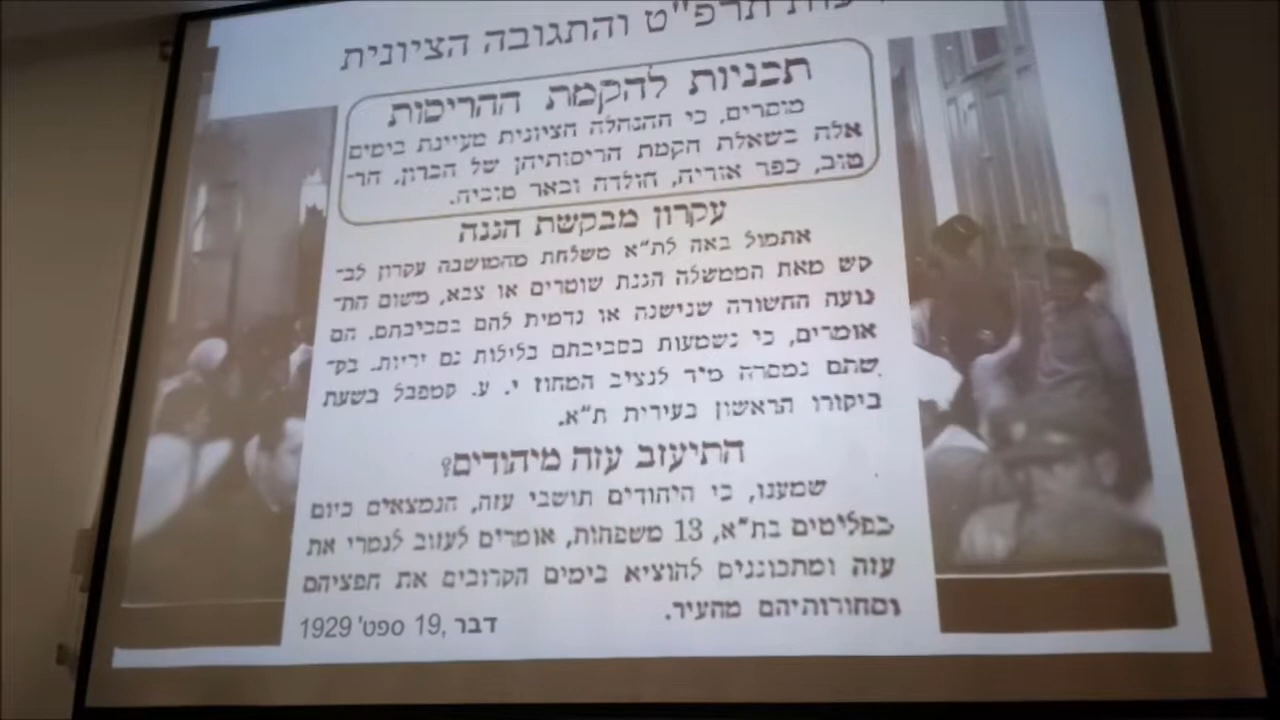 תרפ"ט והתגובה הציונית
תכניות להקמת ההריסות
מוסרים, כי ההנהלה הציונית מעיינת בימים
אלה בשאלת הקמת הריסותיהן של הברון, הר־
טוב, כפר אוריה, חולדה ובאר טוביה.
עקרון מבקשת הגנה
אתמול באה לת״א משלחת מהמושבה עקרון לב־
קש מאת הממשלה הגנת שוטרים או צבא, משום הת־
נועה החשודה שנישנה או נדמית להם בסביבתם. הם
אומרים, כי נשמעות בסביבתם בלילות גם יריות. בק־
שתם נמסרה מיד לנציב המחוז י. ע. קמפבל בשעת
ביקורו הראשון בעירית ת״א.
התיעזב עזה מיהודים?
שמענו, כי היהודים תושבי עזה, הנמצאים כיום
כפליטים בת״א, 13 משפחות, אומרים לעזוב לגמרי את
עזה ומתכוננים להוציא בימים הקרובים את חפציהם
וסחורותיהם מהעיר.
דבר, 19 ספט' 1929